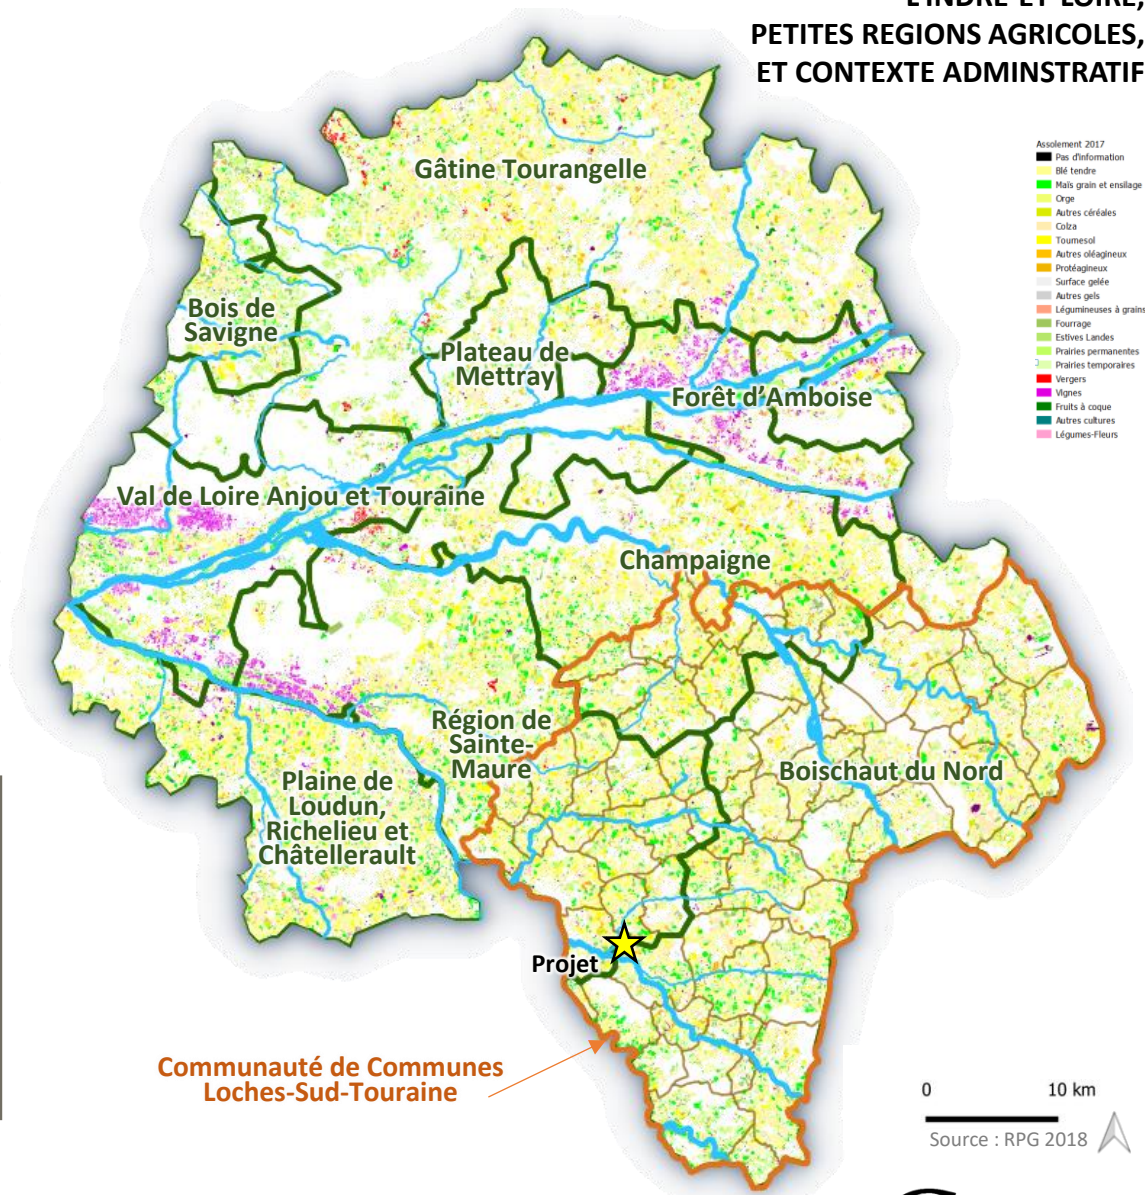 L'INDRE-ET-LOIRE,
PETITES REGIONS AGRICOLES,
ET CONTEXTE ADMINSTRATIF
Assolement 2017
Pas d'information
Blé tendre
Maïs grain et ensilage
Orge
Autres céréales
Colza
Tournesol
Autres oléagineux
Protéagineux
Surface gelée
Autres gels
Légumineuses à grains
Fourrage
Estives Landes
Prairies permanentes
Prairies temporaires
Vergers
Vignes
Fruits à coque
Autres cultures
Légumes-Fleurs
Gâtine Tourangelle
Bois de
Savigne
Plateau de
Mettray
Forêt d'Amboise
Val de Loire Anjou et Touraine
Champaigne
Région de
Sainte-
Maure
Boischaut du Nord
Plaine de
Loudun,
Richelieu et
Châtellerault
Projet
Communauté de Communes
Loches-Sud-Touraine
0 10 km
Source : RPG 2018